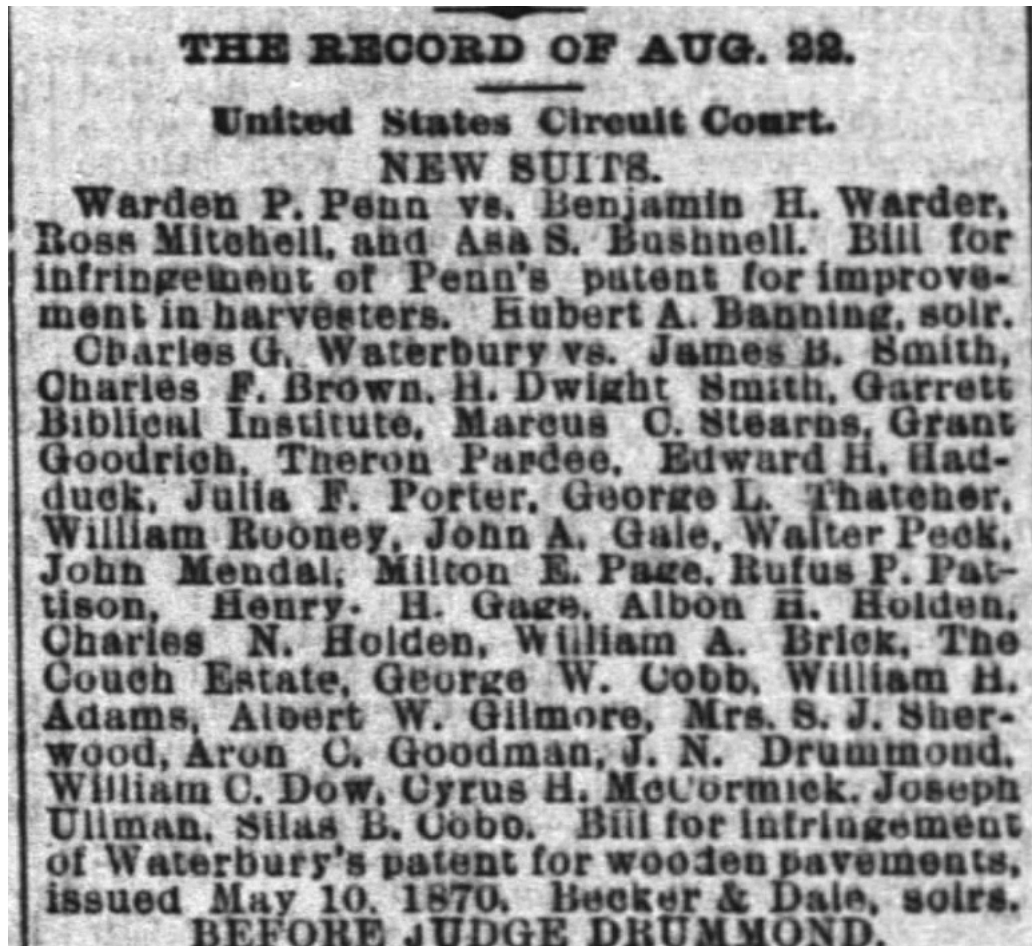 THE RECORD OF AUG. 22.
United States Circuit Court.
NEW SUITS.
Warden P. Penn vs. Benjamin H. Warder,
Ross Mitchell, and Asa S. Bushnell. Bill for
infringement of Penn's patent for improve-
ment in harvesters. Hubert A. Banning, solr.
Charles G. Waterbury vs. James B. Smith,
Charles F. Brown, H. Dwight Smith, Garrett
Biblical Institute, Marcus C. Stearns, Grant
Goodrich, Theron Pardee, Edward H. Had-
duck, Julia F. Porter, George L. Thatcher,
William Rooney, John A. Gale, Walter Peck,
John Mendal, Milton E. Page, Rufus P. Pat-
tison, Henry H. Gage, Albon H. Holden,
Charles N. Holden, William A. Brick, The
Couch Estate, George W. Cobb, William H.
Adams, Albert W. Gilmore, Mrs. S. J. Sher-
wood, Aron C. Goodman, J. N. Drummond,
William C. Dow, Cyrus H. McCormick, Joseph
Ullman, Silas B. Cobb. Bill for infringement
of Waterbury's patent for wooden pavements,
issued May 10, 1870. Becker & Dale, solrs.
BEFORE JUDGE DRUMMOND.